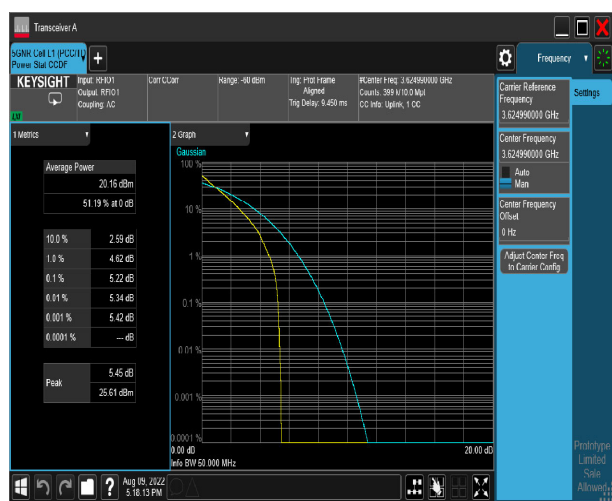 Transceiver A
5GNR Cell L1 (PCC/TU
Power Stat CCDF
+
Frequency
KEYSIGHT
Input: RFIO1
Output: RFIO1
Coupling: AC
Corr CCorr
Range: -60 dBm
Trig: Prot Frame
Aligned
Trig Delay: 9.450 ms
#Center Freq: 3.624990000 GHz
Counts: 399 k/10.0 Mpt
CC Info: Uplink, 1 CC
EXT
1 Metrics
Average Power
20.16 dBm
51.19 % at 0 dB
10.0 % 2.59 dB
1.0 % 4.62 dB
0.1 % 5.22 dB
0.01 % 5.34 dB
0.001 % 5.42 dB
0.0001 % --- dB
Peak
5.45 dB
25.61 dBm
2 Graph
Gaussian
100 %
10 %
1 %
0.1 %
0.01 %
0.001 %
0.0001 %
0.00 dB
20.00 dB
Info BW 50.000 MHz
Carrier Reference
Frequency
3.624990000 GHz
Settings
Center Frequency
3.624990000 GHz
Auto
Man
Center Frequency
Offset
0 Hz
Adjust Center Freq
to Carrier Config
Prototype
Limited
Sale
Allowed
?
Aug 09, 2022
5:18:13 PM